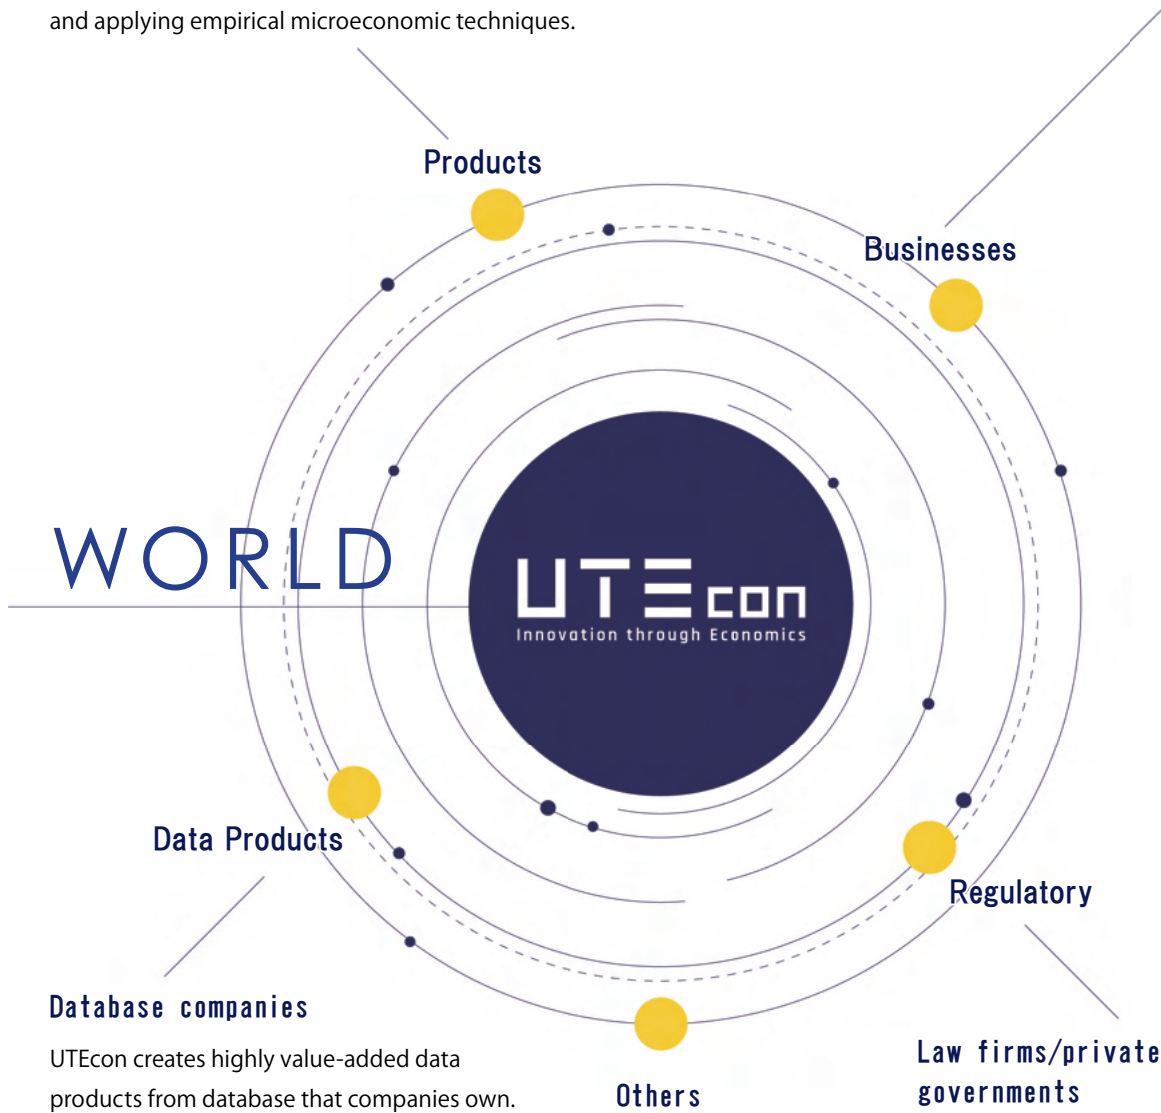 and applying empirical microeconomic techniques.
Products
Businesses
WORLD
UTEcon
Innovation through Economics
Data Products
Regulatory
Database companies
UTEcon creates highly value-added data
products from database that companies own.
Others
Law firms/private
governments